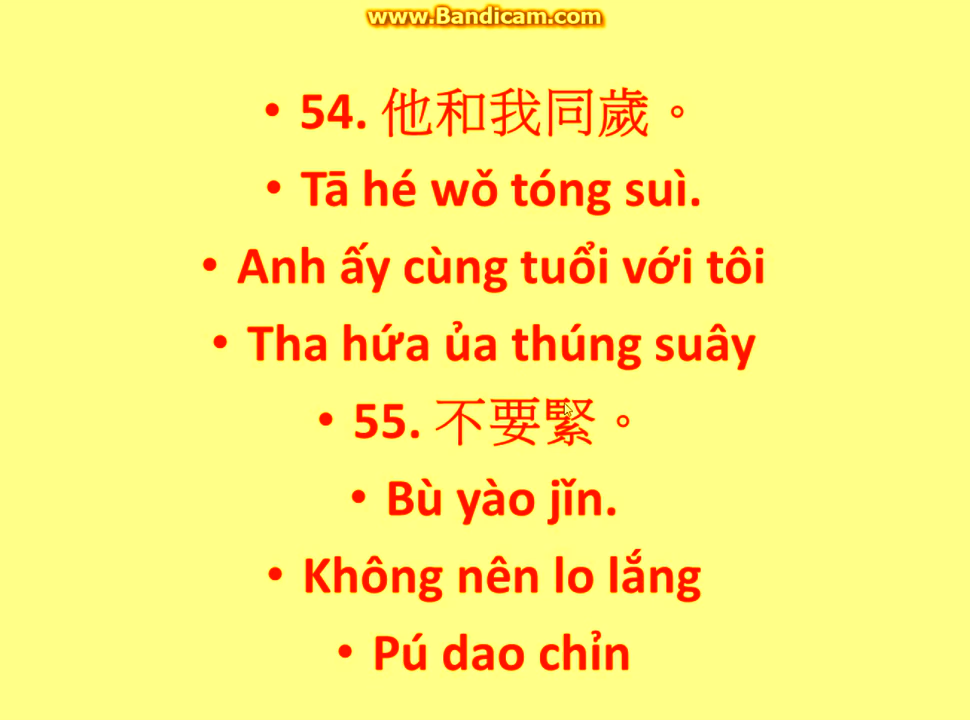 www.Bandicam.com
• 54. 他和我同歲。
• Tā hé wǒ tóng suì.
• Anh ấy cùng tuổi với tôi
• Tha hứa ủa thúng suây
• 55. 不要緊。
• Bù yào jǐn.
• Không nên lo lắng
• Pú dao chỉn